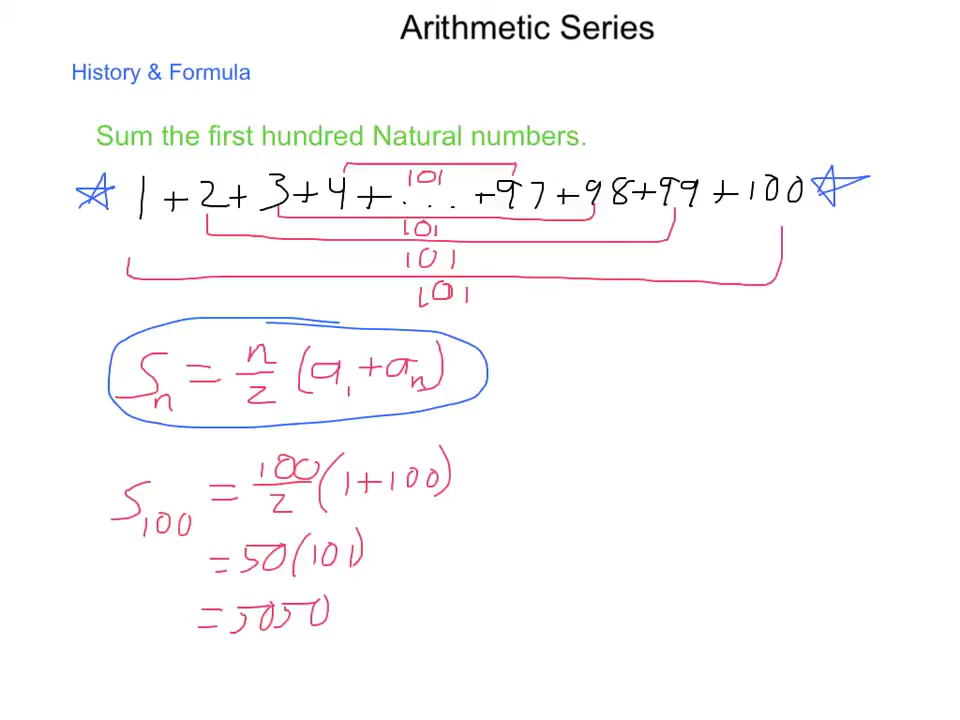 Arithmetic Series
History & Formula
Sum the first hundred Natural numbers.
1 + 2 + 3 + 4 + ... + 97 + 98 + 99 + 100
101
101
101
101
Sₙ = n/2 (a₁ + aₙ)
S₁₀₀ = 100/2 (1 + 100)
= 50(101)
= 5050